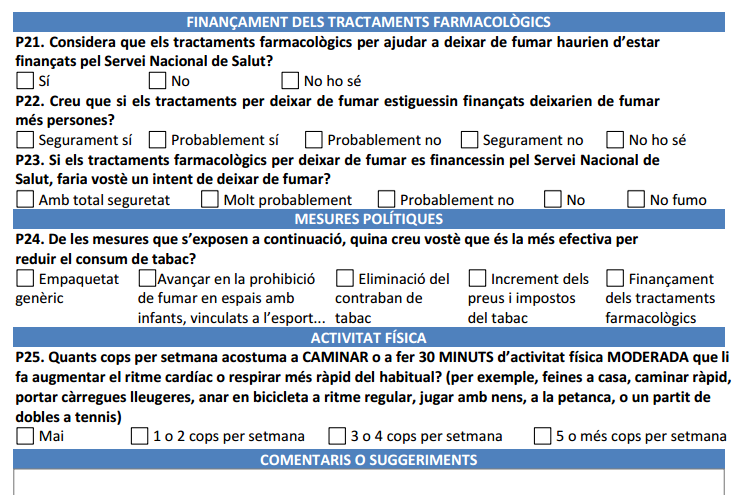 FINANÇAMENT DELS TRACTAMENTS FARMACOLÒGICS
P21. Considera que els tractaments farmacològics per ajudar a deixar de fumar haurien d’estar
finançats pel Servei Nacional de Salut?
Sí No No ho sé
P22. Creu que si els tractaments per deixar de fumar estiguessin finançats deixarien de fumar
més persones?
Segurament sí Probablement sí Probablement no Segurament no No ho sé
P23. Si els tractaments farmacològics per deixar de fumar es financessin pel Servei Nacional de
Salut, faria vostè un intent de deixar de fumar?
Amb total seguretat Molt probablement Probablement no No No fumo
MESURES POLÍTIQUES
P24. De les mesures que s’exposen a continuació, quina creu vostè que és la més efectiva per
reduir el consum de tabac?
Empaquetat Avançar en la prohibició Eliminació del Increment dels Finançament
genèric de fumar en espais amb contraban de preus i impostos dels tractaments
infants, vinculats a l’esport... tabac del tabac farmacològics
ACTIVITAT FÍSICA
P25. Quants cops per setmana acostuma a CAMINAR o a fer 30 MINUTS d’activitat física MODERADA que li
fa augmentar el ritme cardíac o respirar més ràpid del habitual? (per exemple, feines a casa, caminar ràpid,
portar càrregues lleugeres, anar en bicicleta a ritme regular, jugar amb nens, a la petanca, o un partit de
dobles a tennis)
Mai 1 o 2 cops per setmana 3 o 4 cops per setmana 5 o més cops per setmana
COMENTARIS O SUGGERIMENTS